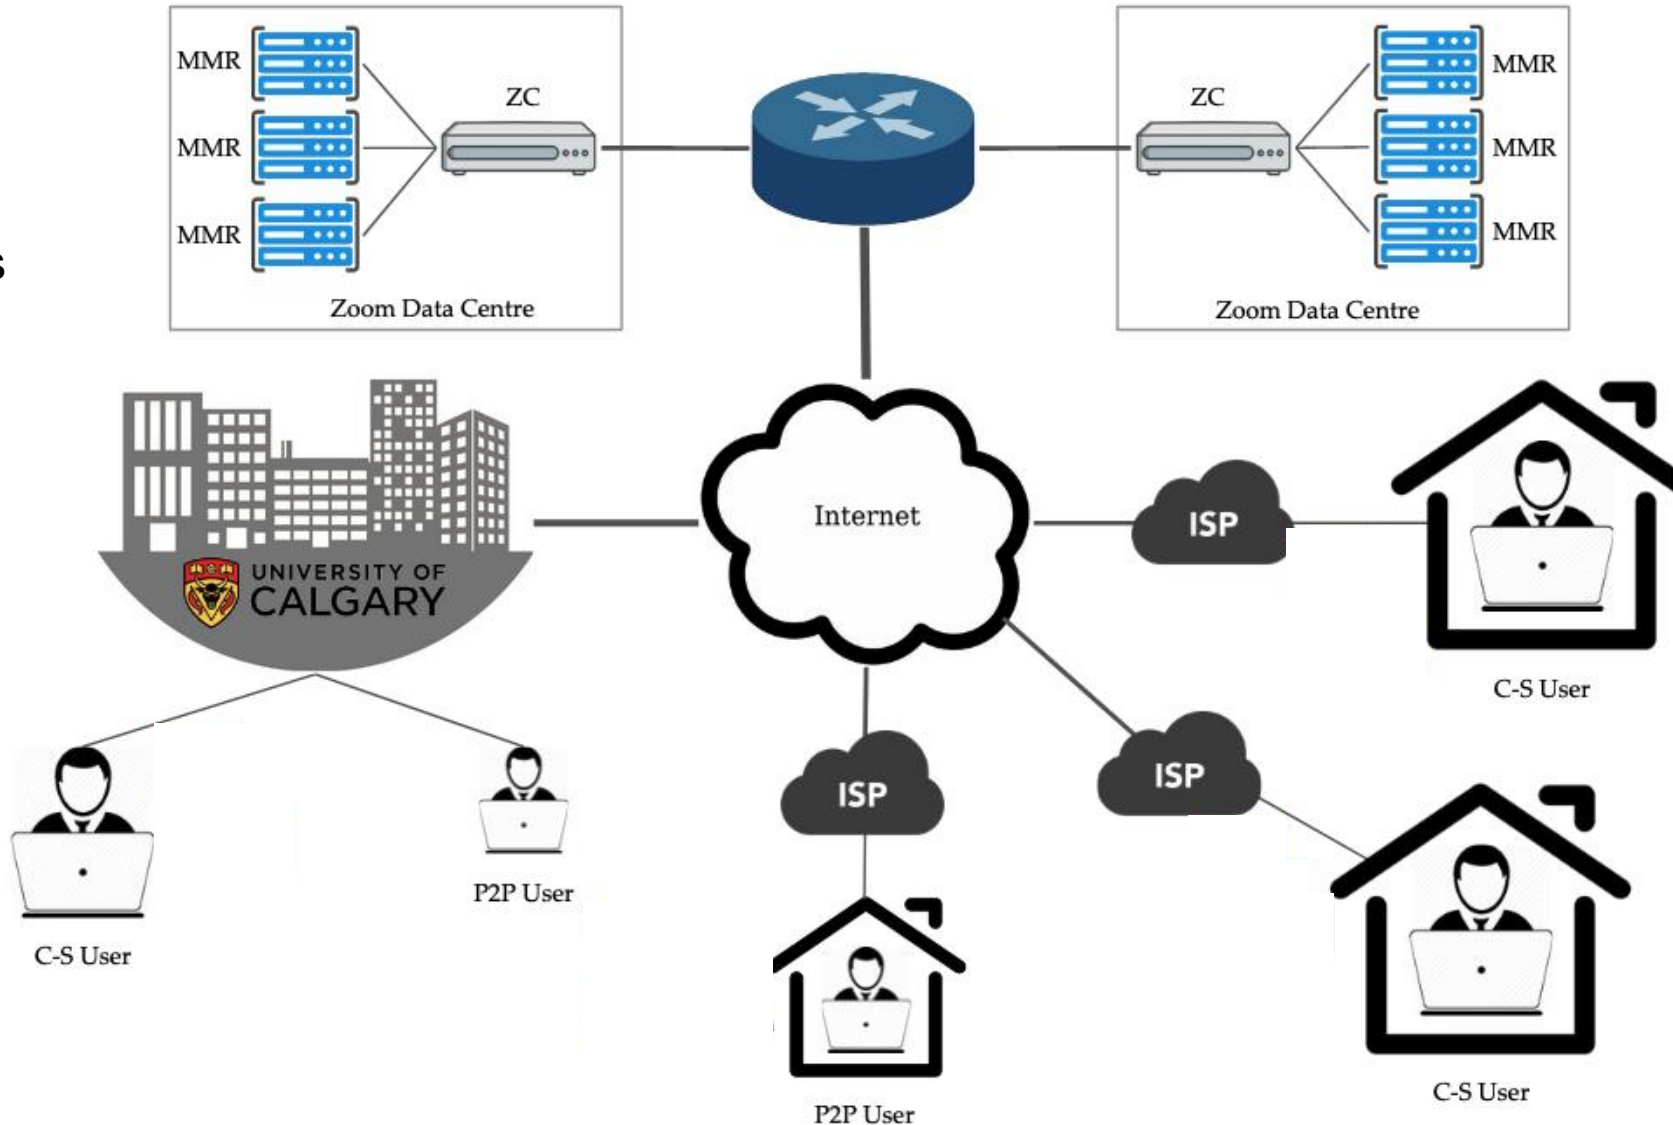 MMR
ZC
MMR
MMR
Zoom Data Centre
ZC
MMR
MMR
MMR
Zoom Data Centre
s
UNIVERSITY OF
CALGARY
Internet
ISP
C-S User
ISP
ISP
C-S User
P2P User
P2P User
C-S User